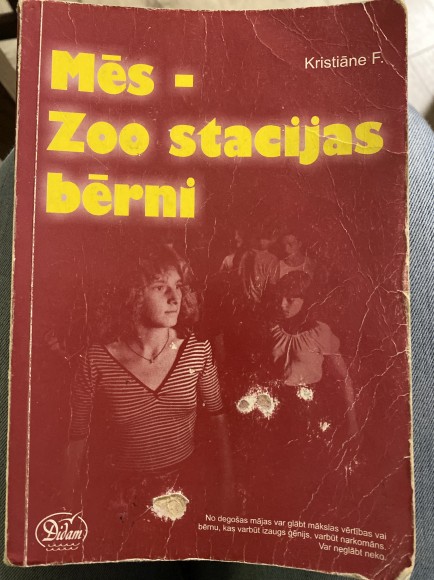 Kristiāne F.
Mēs -
Zoo stacijas
bērni
No degošas mājas var glābt mākslas vērtības vai
bērnu, kas varbūt izaugs ģēnijs, varbūt narkomāns.
Var neglābt neko.
Didam